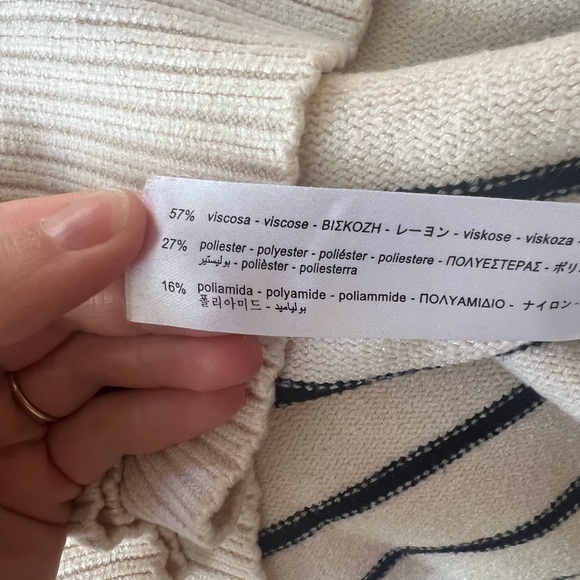 57% viscosa - viscose - ΒΙΣΚΟΖΗ - レーヨン - viskose - viskoza
27% poliester - polyester - poliéster - poliestere - ΠΟΛΥΕΣΤΕΡΑΣ - ポリ
بوليستير - polièster - poliesterra
16% poliamida - polyamide - poliammide - ΠΟΛΥΑΜΙΔΙΟ - ナイロン -
폴리아미드 - بولياميد